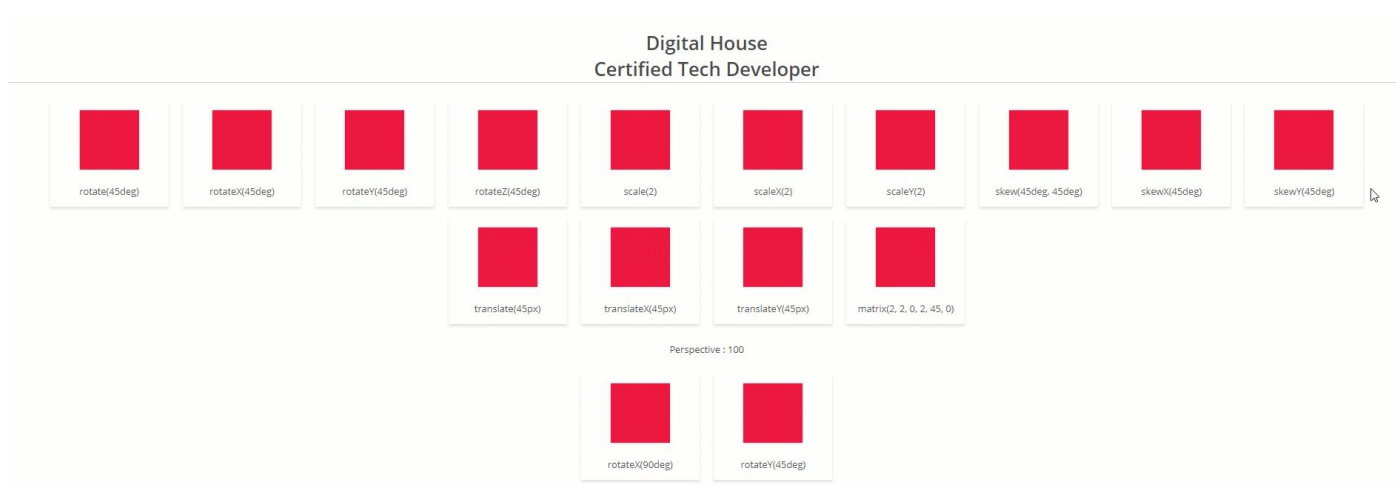 Digital House
Certified Tech Developer
rotate(45deg)
rotateX(45deg)
rotateY(45deg)
rotateZ(45deg)
scale(2)
scaleX(2)
scaleY(2)
skew(45deg, 45deg)
skewX(45deg)
skewY(45deg)
translate(45px)
translateX(45px)
translateY(45px)
matrix(2, 2, 0, 2, 45, 0)
Perspective : 100
rotateX(90deg)
rotateY(45deg)